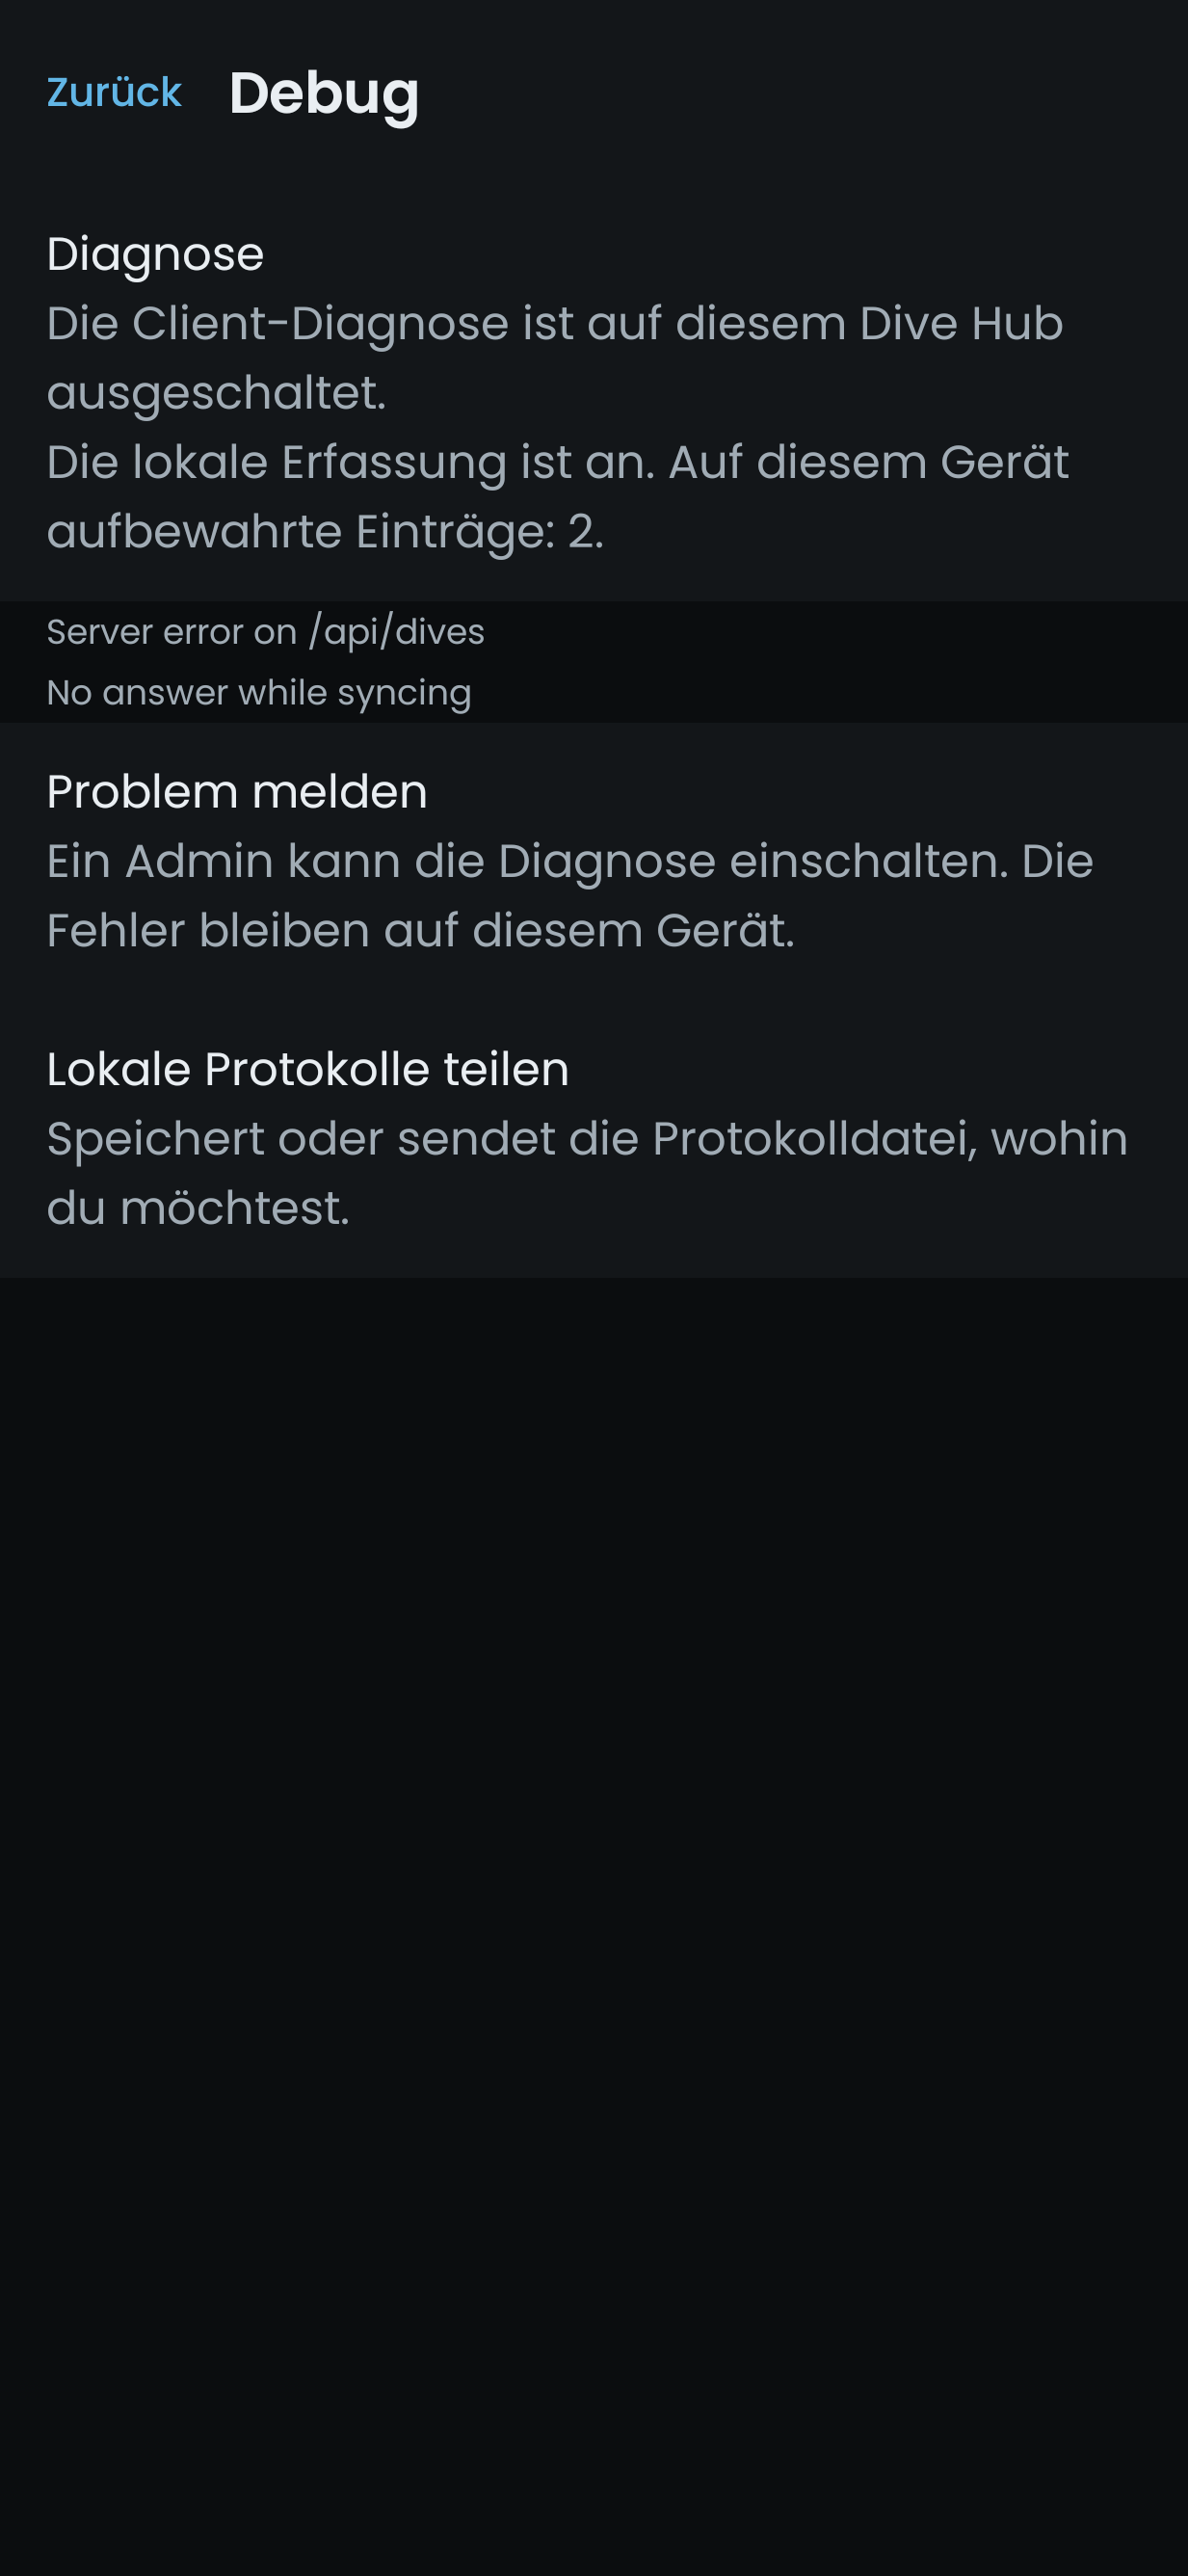 Zurück Debug
Diagnose
Die Client-Diagnose ist auf diesem Dive Hub
ausgeschaltet.
Die lokale Erfassung ist an. Auf diesem Gerät
aufbewahrte Einträge: 2.
Server error on /api/dives
No answer while syncing
Problem melden
Ein Admin kann die Diagnose einschalten. Die
Fehler bleiben auf diesem Gerät.
Lokale Protokolle teilen
Speichert oder sendet die Protokolldatei, wohin
du möchtest.